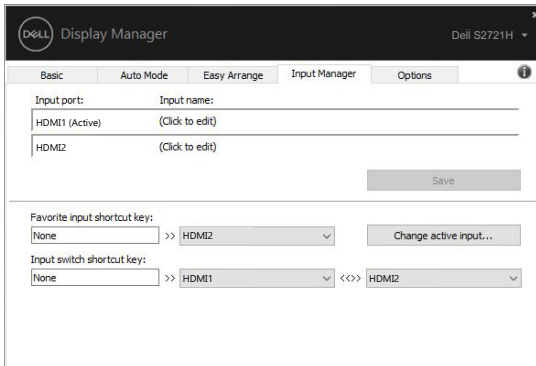 DELL Display Manager Dell S2721H
Basic Auto Mode Easy Arrange Input Manager Options
Input port: Input name:
HDMI1 (Active) (Click to edit)
HDMI2 (Click to edit)
Save
Favorite input shortcut key:
None >> HDMI2 Change active input...
Input switch shortcut key:
None >> HDMI1 <<>> HDMI2